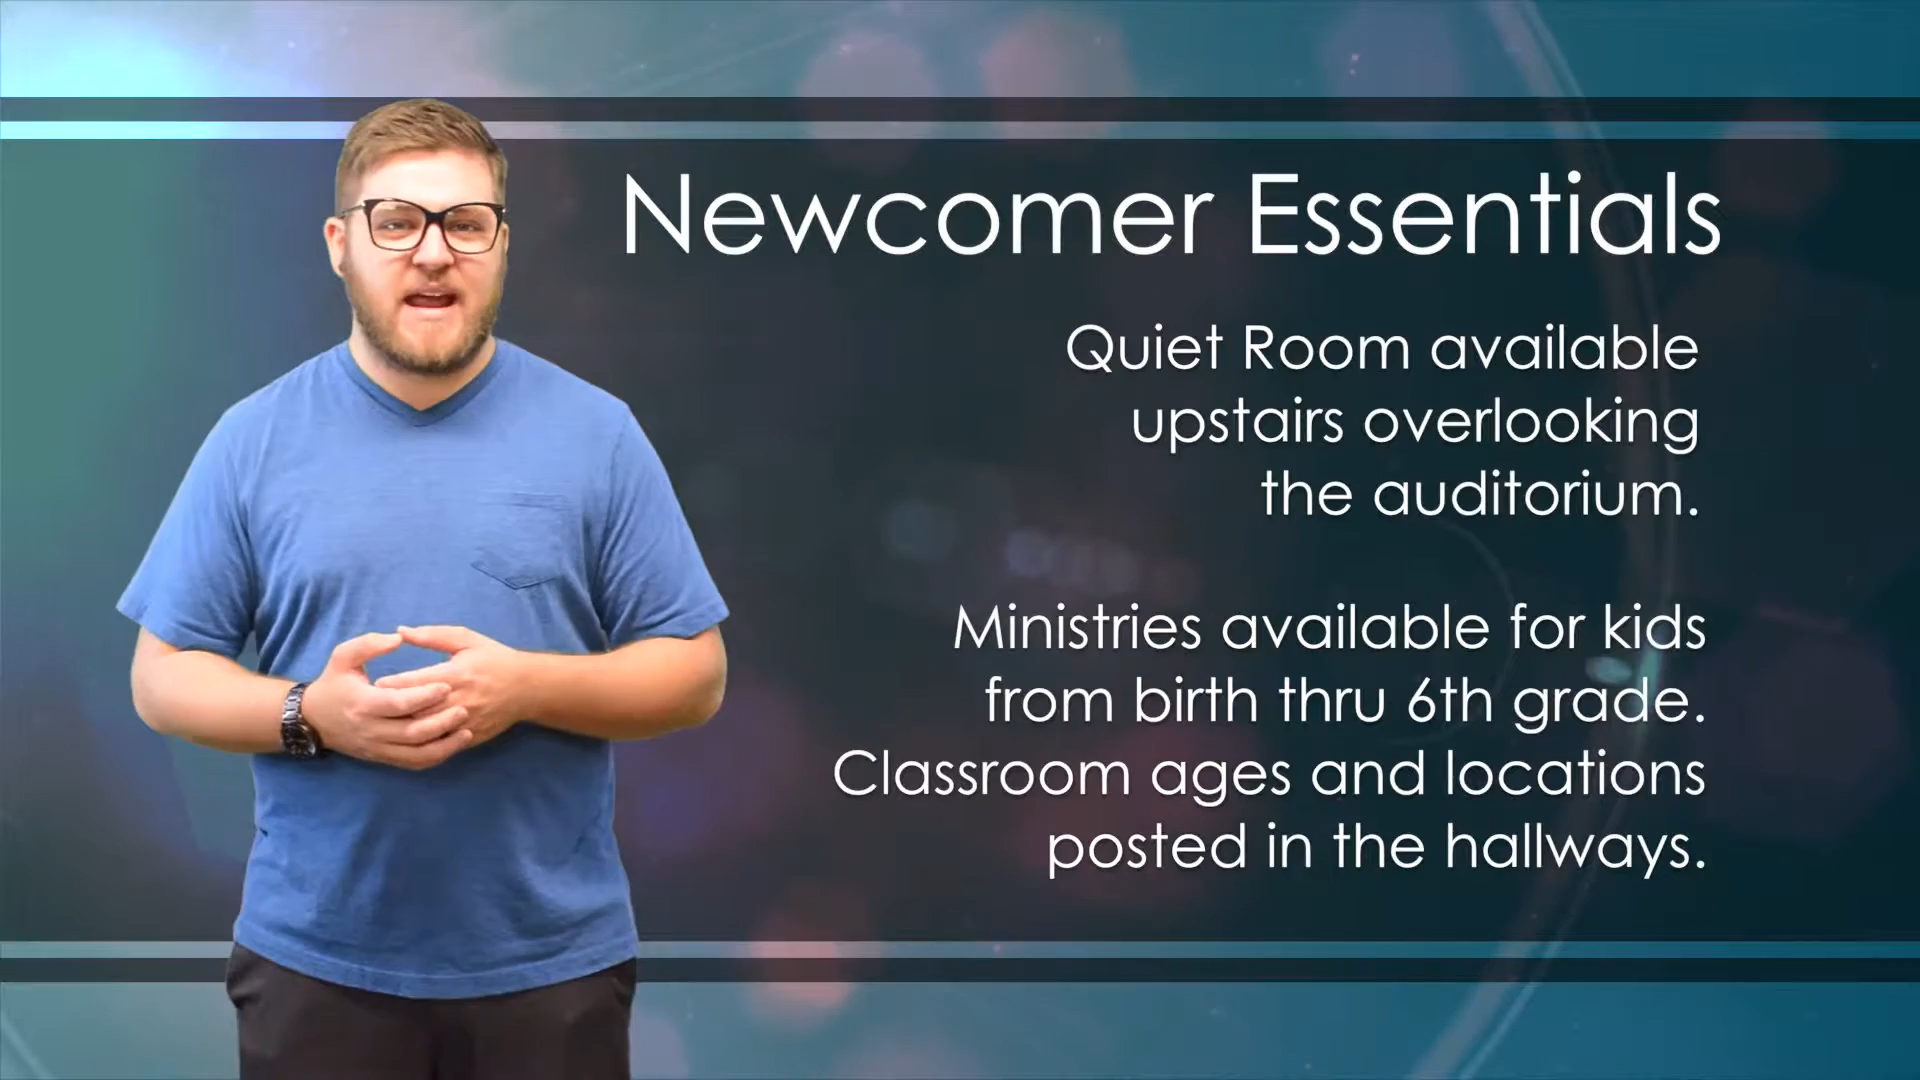 Newcomer Essentials
Quiet Room available
upstairs overlooking
the auditorium.
Ministries available for kids
from birth thru 6th grade.
Classroom ages and locations
posted in the hallways.